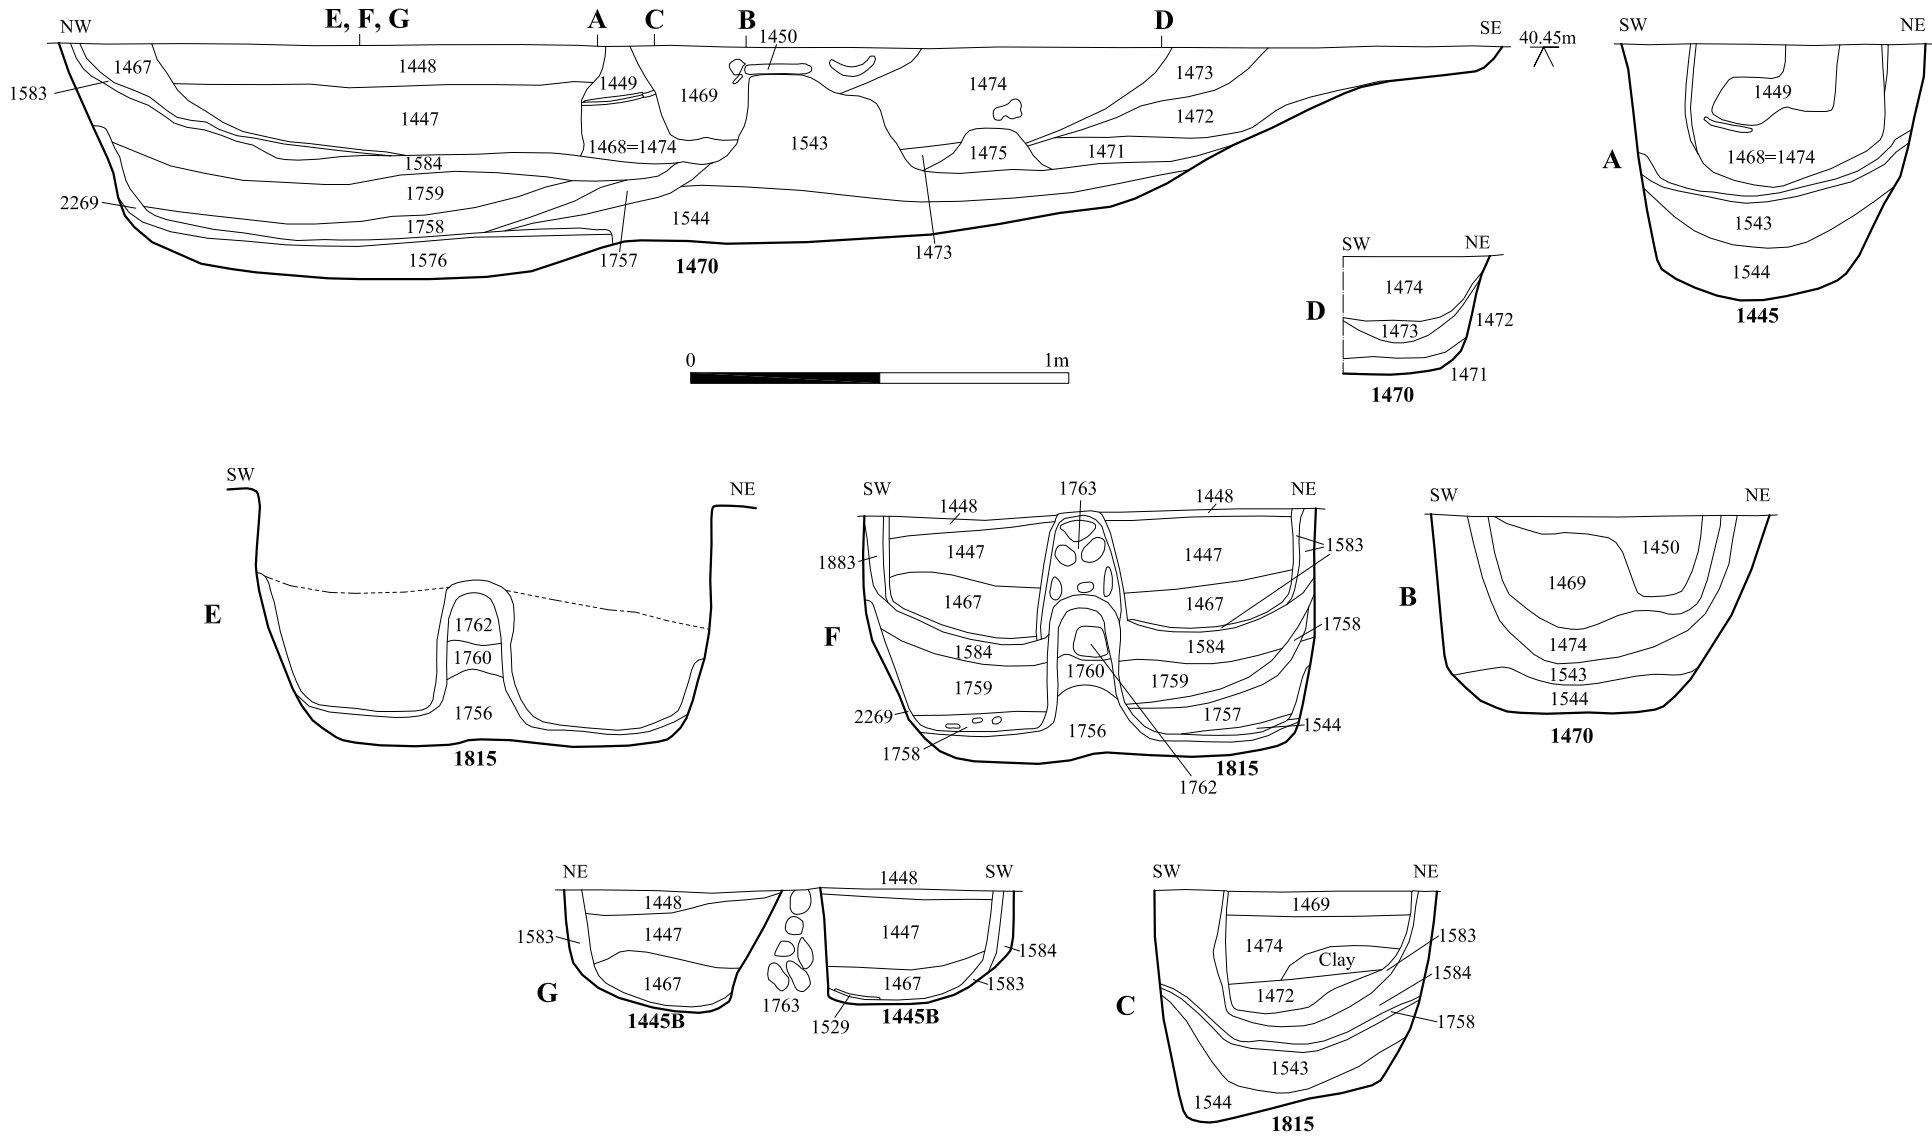 NW E, F, G A C B D SE
1450 40.45m
1467 1448 1449 1469 1474 1473
1583
1447 1472
1468=1474 1543 1475 1471
1584
1759
2269
1758 1544
1576 1757 1473
1470
SW NE
1449
A 1468=1474
1543
1544
1445
SW NE
1474
D
1473 1472
1471
1470
0 1m
SW NE
E
1762
1760
1756
1815
SW 1763 NE
1448 1448
1447 1447 1583
1883
1467 1467
F
1584 1584 1758
1760
1759 1759
2269 1757
1756 1544
1758
1815
1762
SW NE
1450
B 1469
1474
1543
1544
1470
NE 1448 SW
1448
1583 1447 1447
1584
G 1467 1467 1583
1763
1445B 1529 1445B
SW NE
1469
1474 1583
Clay
1584
C 1472
1758
1543
1544
1815